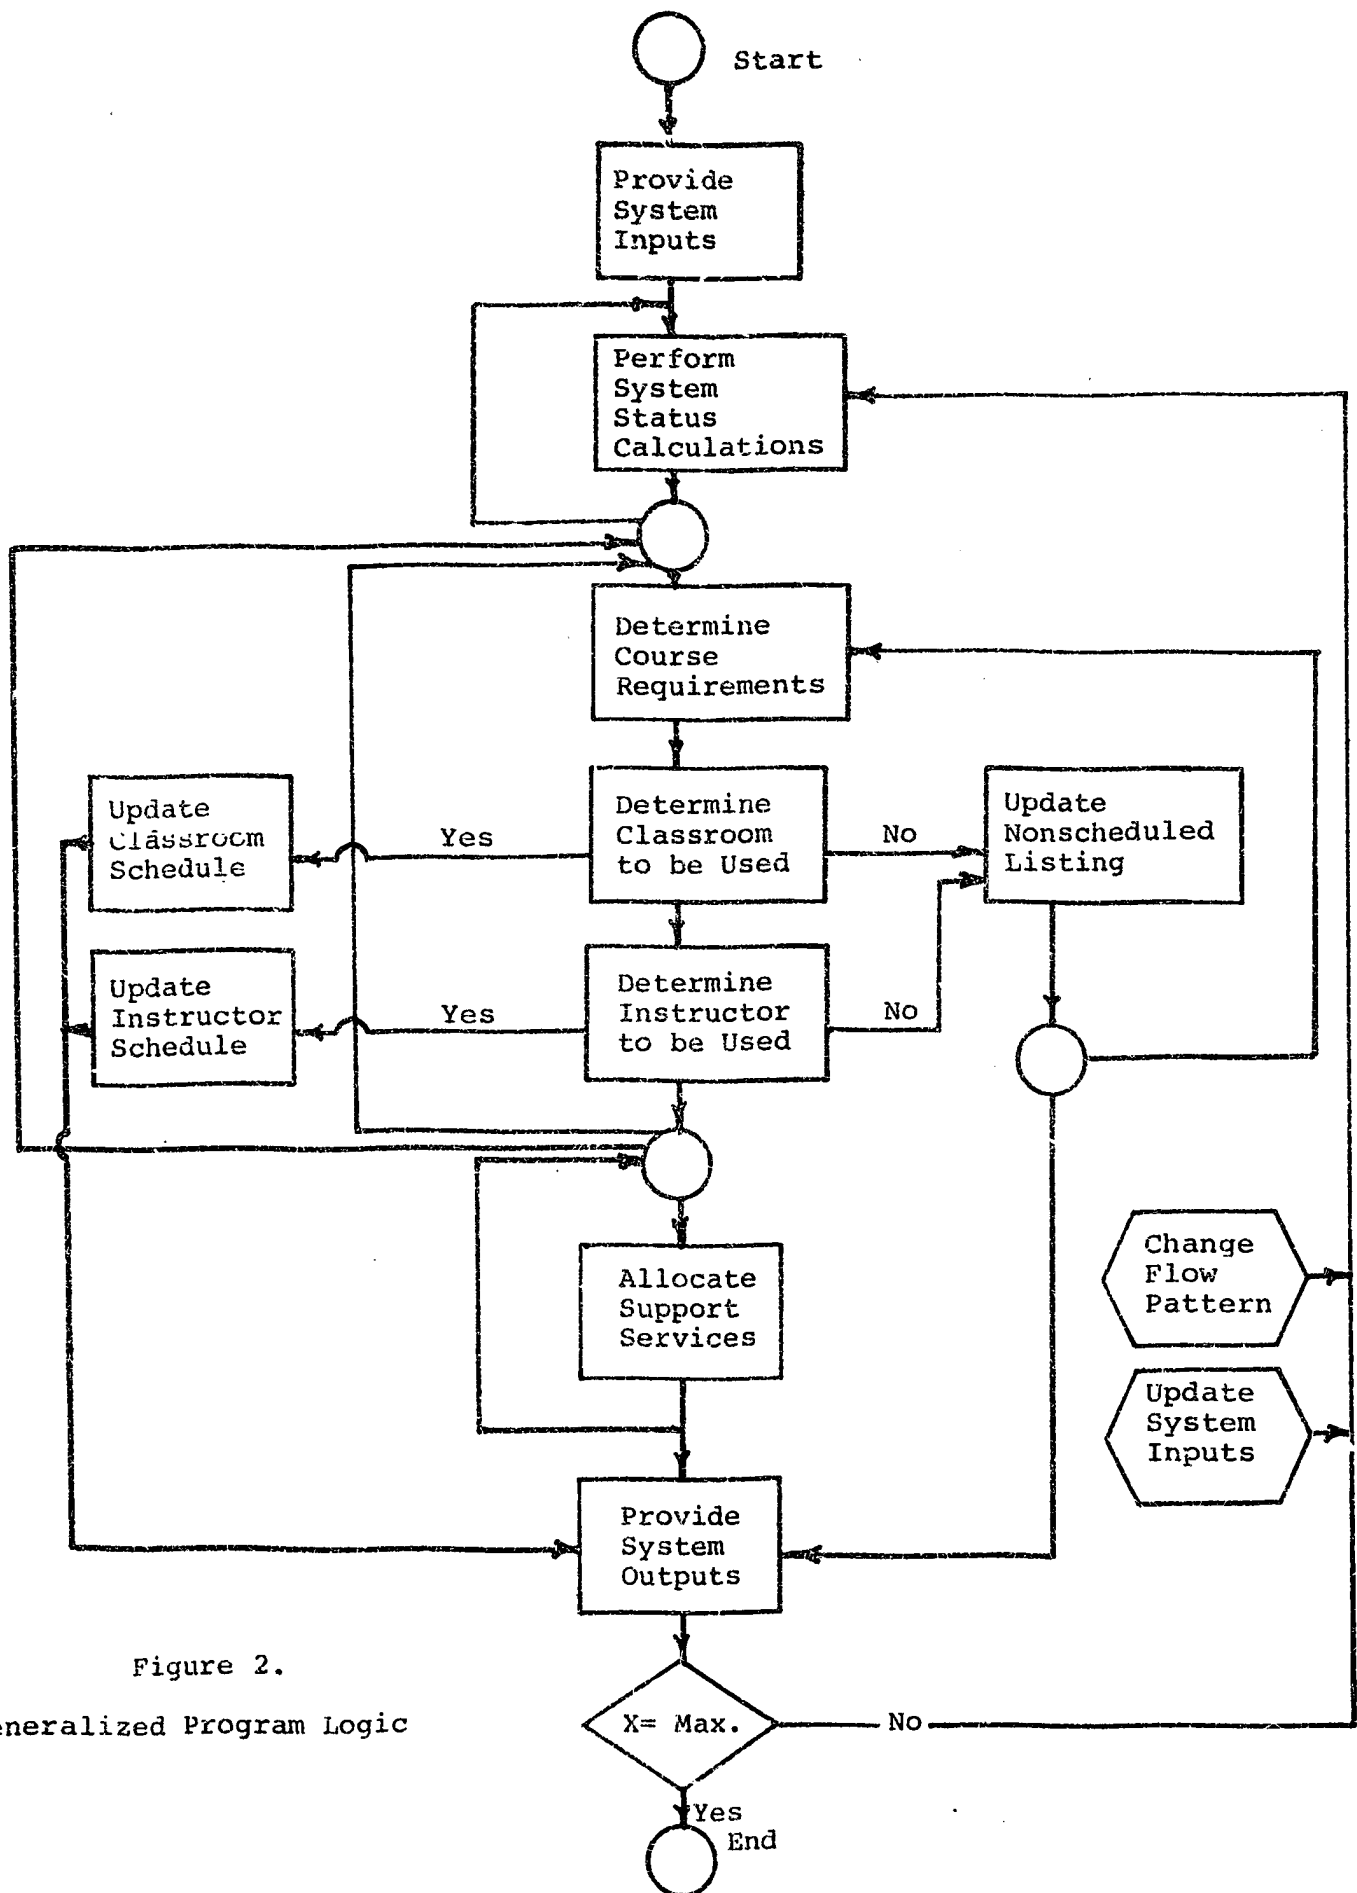 Start
Provide
System
Inputs
Perform
System
Status
Calculations
Determine
Course
Requirements
Update
Classroom
Schedule
Yes
Determine
Classroom
to be Used
No
Update
Nonscheduled
Listing
Update
Instructor
Schedule
Yes
Determine
Instructor
to be Used
No
Allocate
Support
Services
Change
Flow
Pattern
Update
System
Inputs
Provide
System
Outputs
Figure 2.
eneralized Program Logic
X= Max.
No
Yes
End